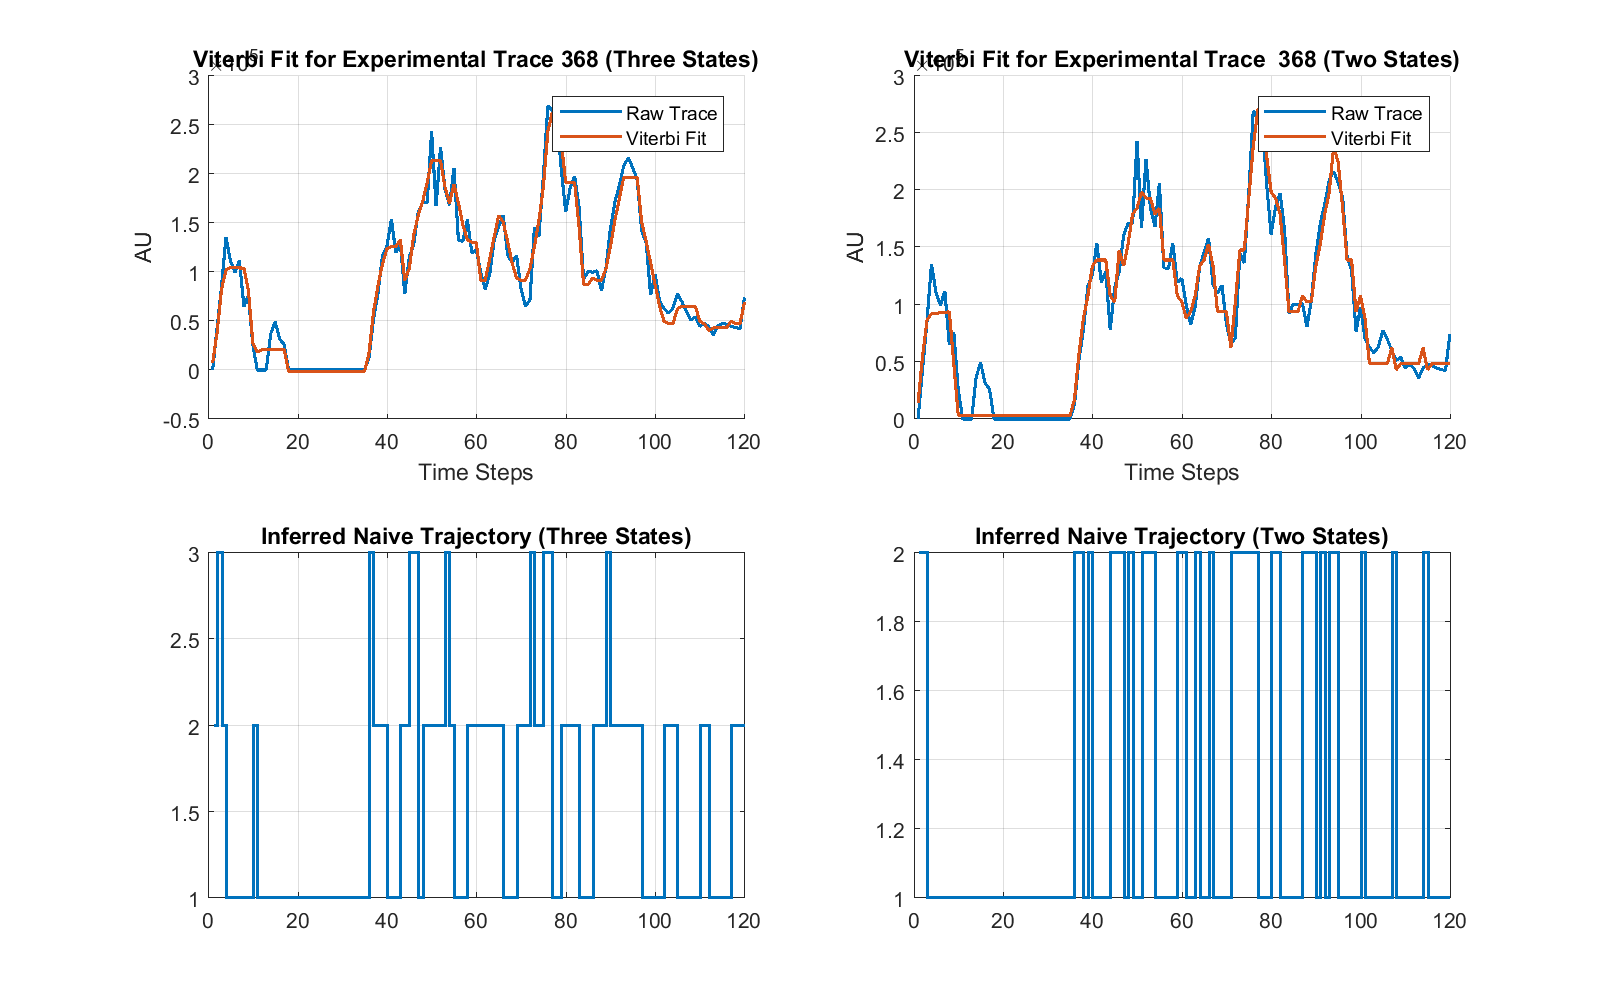 Viterbi Fit for Experimental Trace 368 (Three States)
×10^5
3
2.5
2
1.5
1
0.5
0
-0.5
AU
Raw Trace
Viterbi Fit
0 20 40 60 80 100 120
Time Steps
Viterbi Fit for Experimental Trace 368 (Two States)
×10^5
3
2.5
2
1.5
1
0.5
0
AU
Raw Trace
Viterbi Fit
0 20 40 60 80 100 120
Time Steps
Inferred Naive Trajectory (Three States)
3
2.5
2
1.5
1
0 20 40 60 80 100 120
Inferred Naive Trajectory (Two States)
2
1.8
1.6
1.4
1.2
1
0 20 40 60 80 100 120